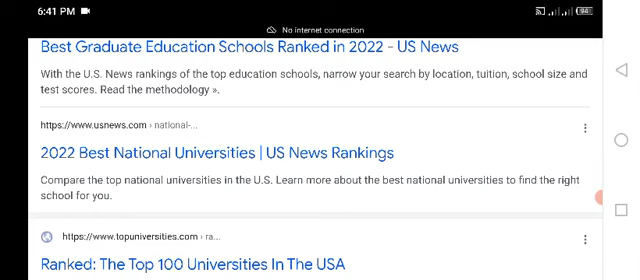 6:41 PM 94
No internet connection
Best Graduate Education Schools Ranked in 2022 - US News
With the U.S. News rankings of the top education schools, narrow your search by location, tuition, school size and
test scores. Read the methodology ».
https://www.usnews.com › national-...
2022 Best National Universities | US News Rankings
Compare the top national universities in the U.S. Learn more about the best national universities to find the right
school for you.
https://www.topuniversities.com › ra...
Ranked: The Top 100 Universities In The USA